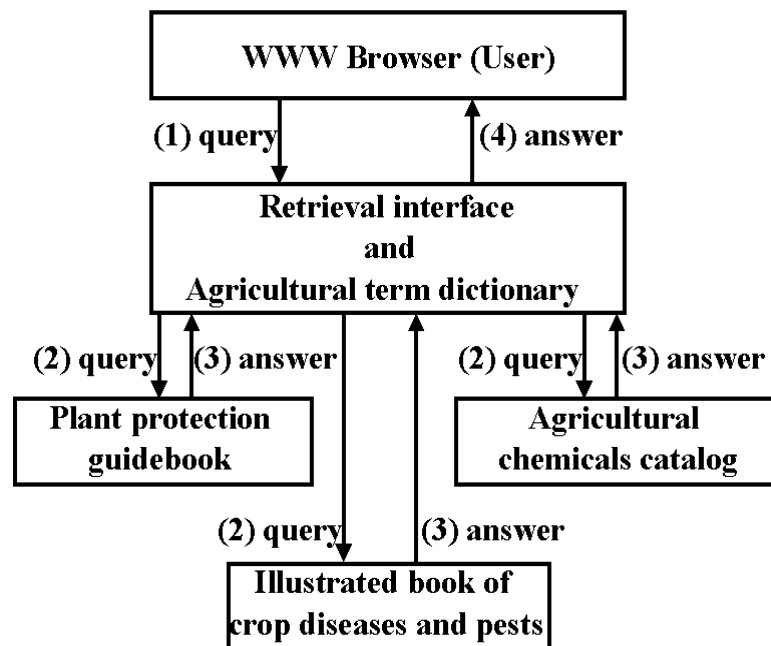 WWW Browser (User)
(1) query
(4) answer
Retrieval interface
and
Agricultural term dictionary
(2) query
(3) answer
(2) query
(3) answer
Plant protection
guidebook
Agricultural
chemicals catalog
(2) query
(3) answer
Illustrated book of
crop diseases and pests